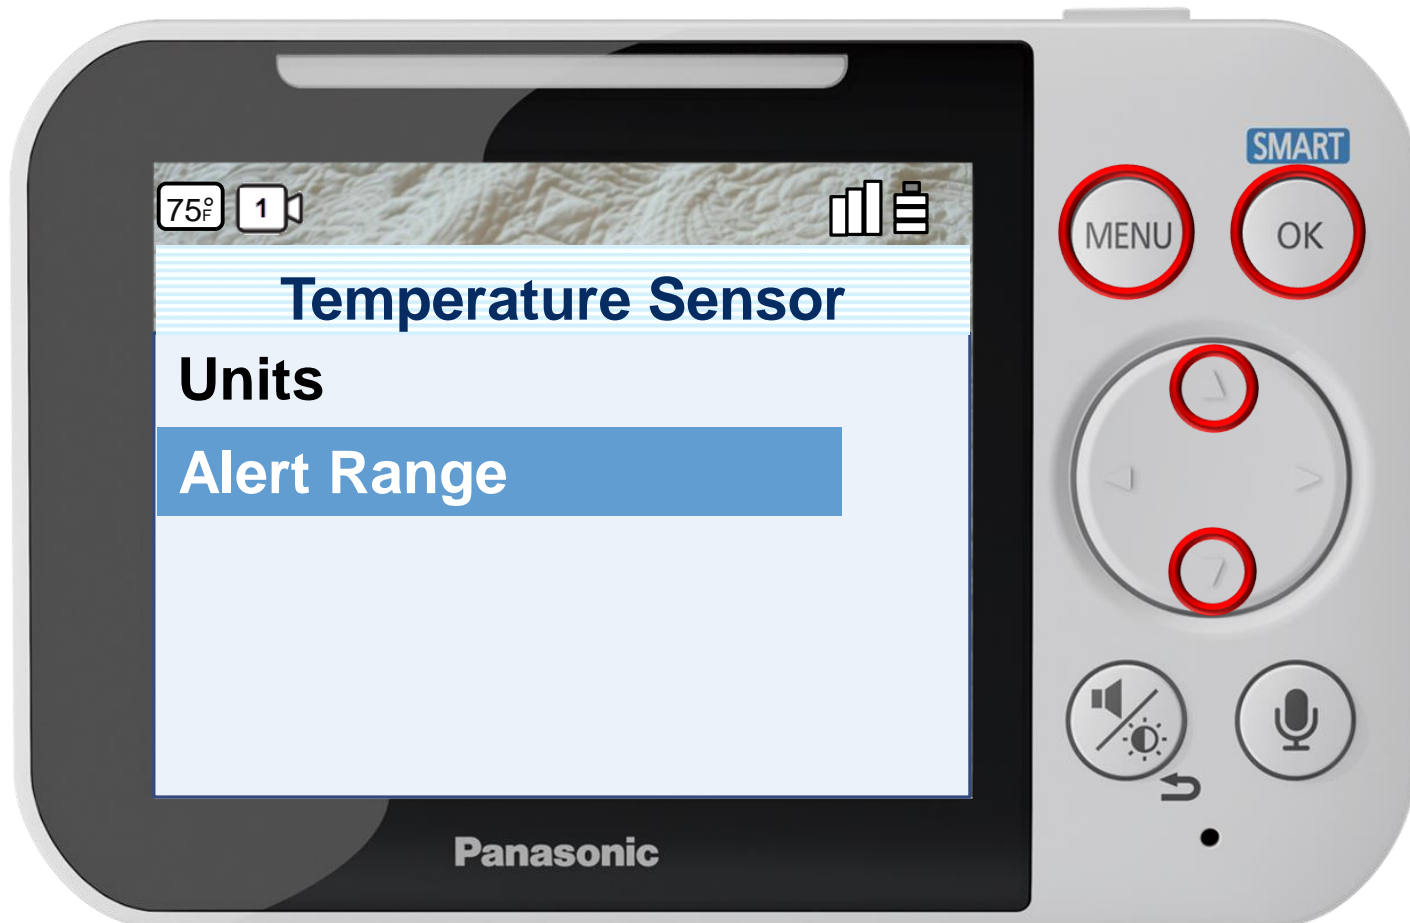 SMART
75°F 1
MENU OK
Temperature Sensor
Units
Alert Range
Panasonic